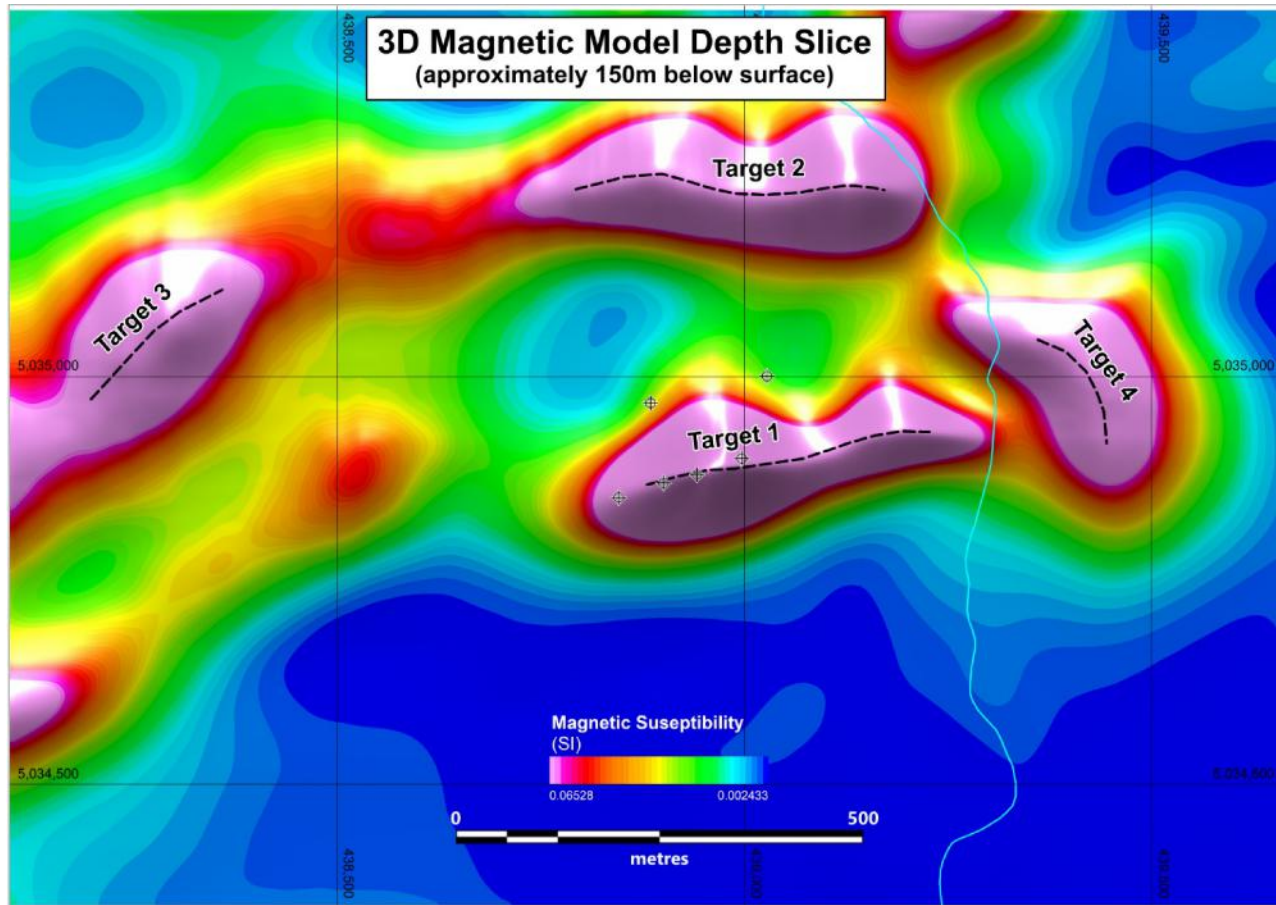 3D Magnetic Model Depth Slice
(approximately 150m below surface)
438,500
439,500
Target 2
Target 3
Target 4
5,035,000
5,035,000
Target 1
Magnetic Suseptibility
(SI)
0.06528
0.002433
5,034,500
5,034,500
0
500
metres
438,500
439,000
439,500